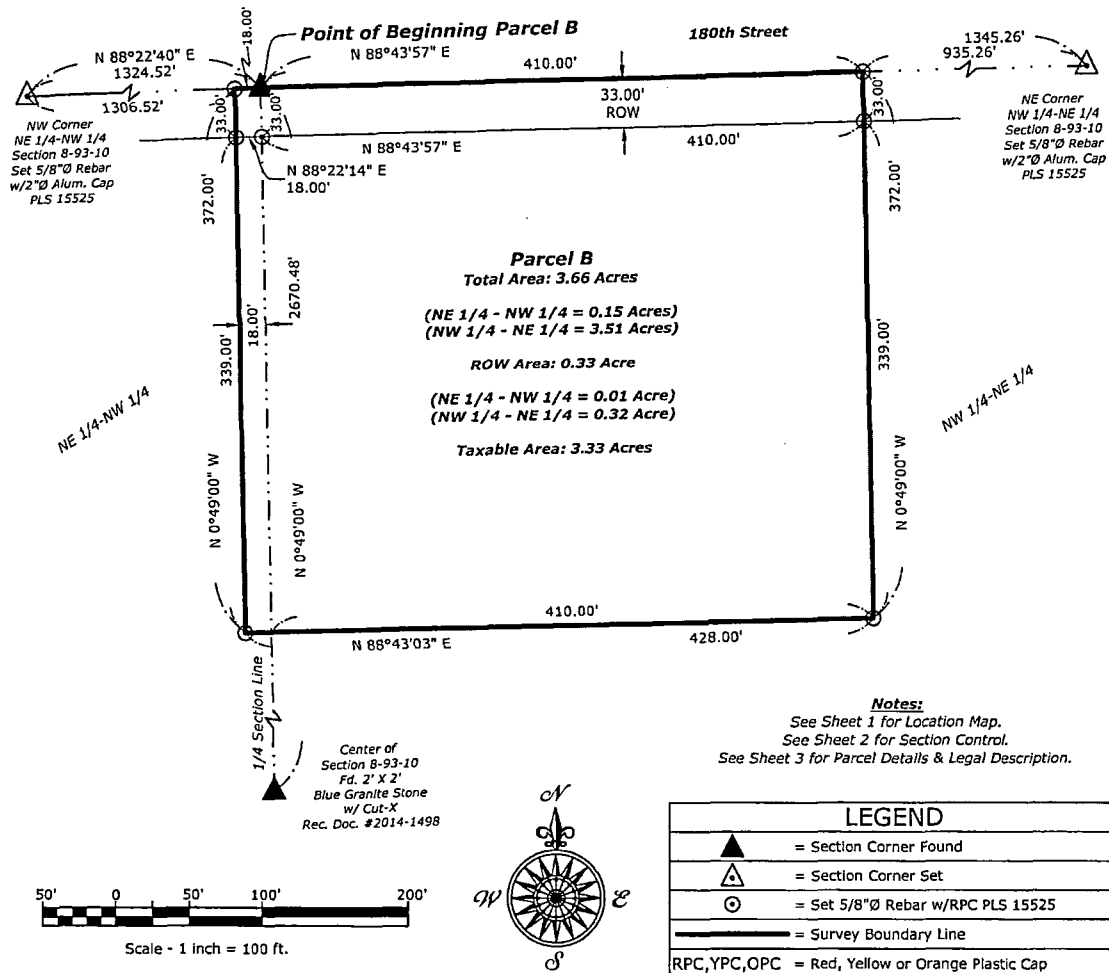 Point of Beginning Parcel B
180th Street
18.00'
N 88°22'40" E
1324.52'
1306.52'
N 88°43'57" E
410.00'
1345.26'
935.26'
33.00'
33.00'
33.00'
ROW
33.00'
N 88°43'57" E
410.00'
N 88°22'14" E
18.00'
NW Corner
NE 1/4-NW 1/4
Section 8-93-10
Set 5/8"Ø Rebar
w/2"Ø Alum. Cap
PLS 15525
NE Corner
NW 1/4-NE 1/4
Section 8-93-10
Set 5/8"Ø Rebar
w/2"Ø Alum. Cap
PLS 15525
372.00'
372.00'
Parcel B
Total Area: 3.66 Acres
(NE 1/4 - NW 1/4 = 0.15 Acres)
(NW 1/4 - NE 1/4 = 3.51 Acres)
ROW Area: 0.33 Acre
(NE 1/4 - NW 1/4 = 0.01 Acre)
(NW 1/4 - NE 1/4 = 0.32 Acre)
Taxable Area: 3.33 Acres
2670.48'
18.00'
339.00'
339.00'
NE 1/4-NW 1/4
NW 1/4-NE 1/4
N 0°49'00" W
N 0°49'00" W
N 0°49'00" W
410.00'
N 88°43'03" E
428.00'
1/4 Section Line
Center of
Section 8-93-10
Fd. 2' X 2'
Blue Granite Stone
w/ Cut-X
Rec. Doc. #2014-1498
Notes:
See Sheet 1 for Location Map.
See Sheet 2 for Section Control.
See Sheet 3 for Parcel Details & Legal Description.
N
W
E
S
50' 0 50' 100' 200'
Scale - 1 inch = 100 ft.
LEGEND
= Section Corner Found
= Section Corner Set
= Set 5/8"Ø Rebar w/RPC PLS 15525
= Survey Boundary Line
RPC,YPC,OPC = Red, Yellow or Orange Plastic Cap